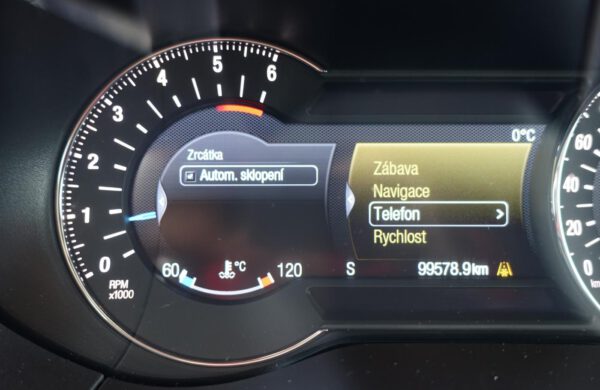 0
1
2
3
4
5
6
RPM
x1000
Zrcátka
Autom. sklopení
60 °C 120
0°C
Zábava
Navigace
Telefon >
Rychlost
S 99578.9km
60
40
20
0